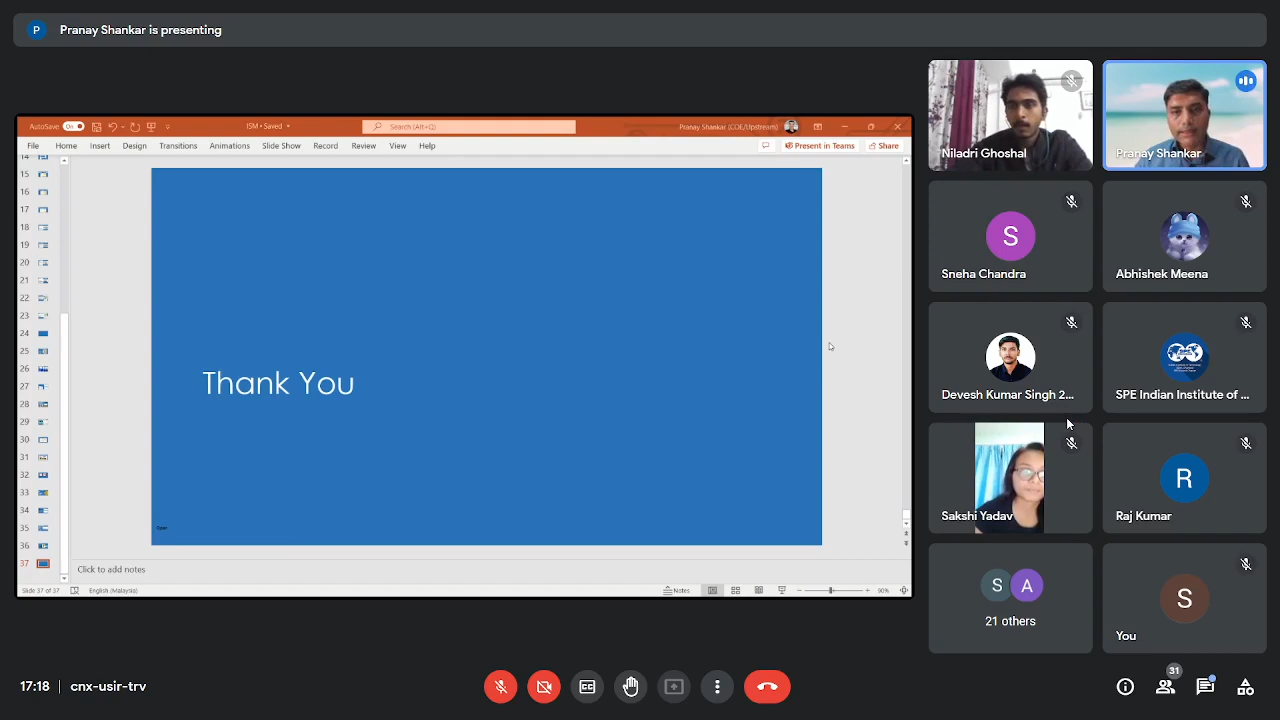 P Pranay Shankar is presenting
AutoSave On
ISM • Saved
Search (Alt+Q)
Pranay Shankar (COE/Upstream)
File Home Insert Design Transitions Animations Slide Show Record Review View Help
Present in Teams Share
14
15
16
17
18
19
20
21
22
23
24
25
26
27
28
29
30
31
32
33
34
35
36
37
Thank You
Open
Click to add notes
Slide 37 of 37 English (Malaysia) Notes 90%
Niladri Ghoshal
Pranay Shankar
S
Sneha Chandra
Abhishek Meena
Devesh Kumar Singh 2...
SPE Indian Institute of ...
Sakshi Yadav
R
Raj Kumar
S A
21 others
S
You
17:18 | cnx-usir-trv
CC
31